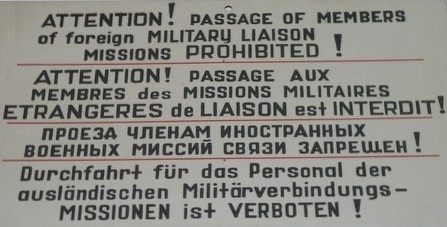 ATTENTION! PASSAGE OF MEMBERS
of foreign MILITARY LIAISON
MISSIONS PROHIBITED !
ATTENTION! PASSAGE AUX
MEMBRES des MISSIONS MILITAIRES
ETRANGERES de LIAISON est INTERDIT!
ПРОЕЗА ЧЛЕНАМ ИНОСТРАННЫХ
ВОЕННЫХ МИССИЙ СВЯЗИ ЗАПРЕЩЕН!
Durchfahrt für das Personal der
ausländischen Militärverbindungs-
MISSIONEN ist VERBOTEN !